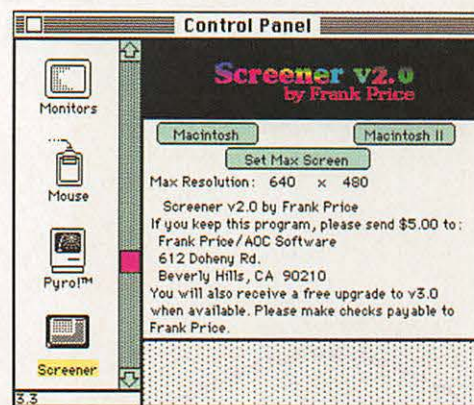 Control Panel
Monitors
Mouse
Pyro!™
Screener
3.3
Screener v2.0
by Frank Price
Macintosh
Macintosh II
Set Max Screen
Max Resolution: 640 x 480
Screener v2.0 by Frank Price
If you keep this program, please send $5.00 to:
Frank Price/AOC Software
612 Doheny Rd.
Beverly Hills, CA 90210
You will also receive a free upgrade to v3.0
when available. Please make checks payable to
Frank Price.